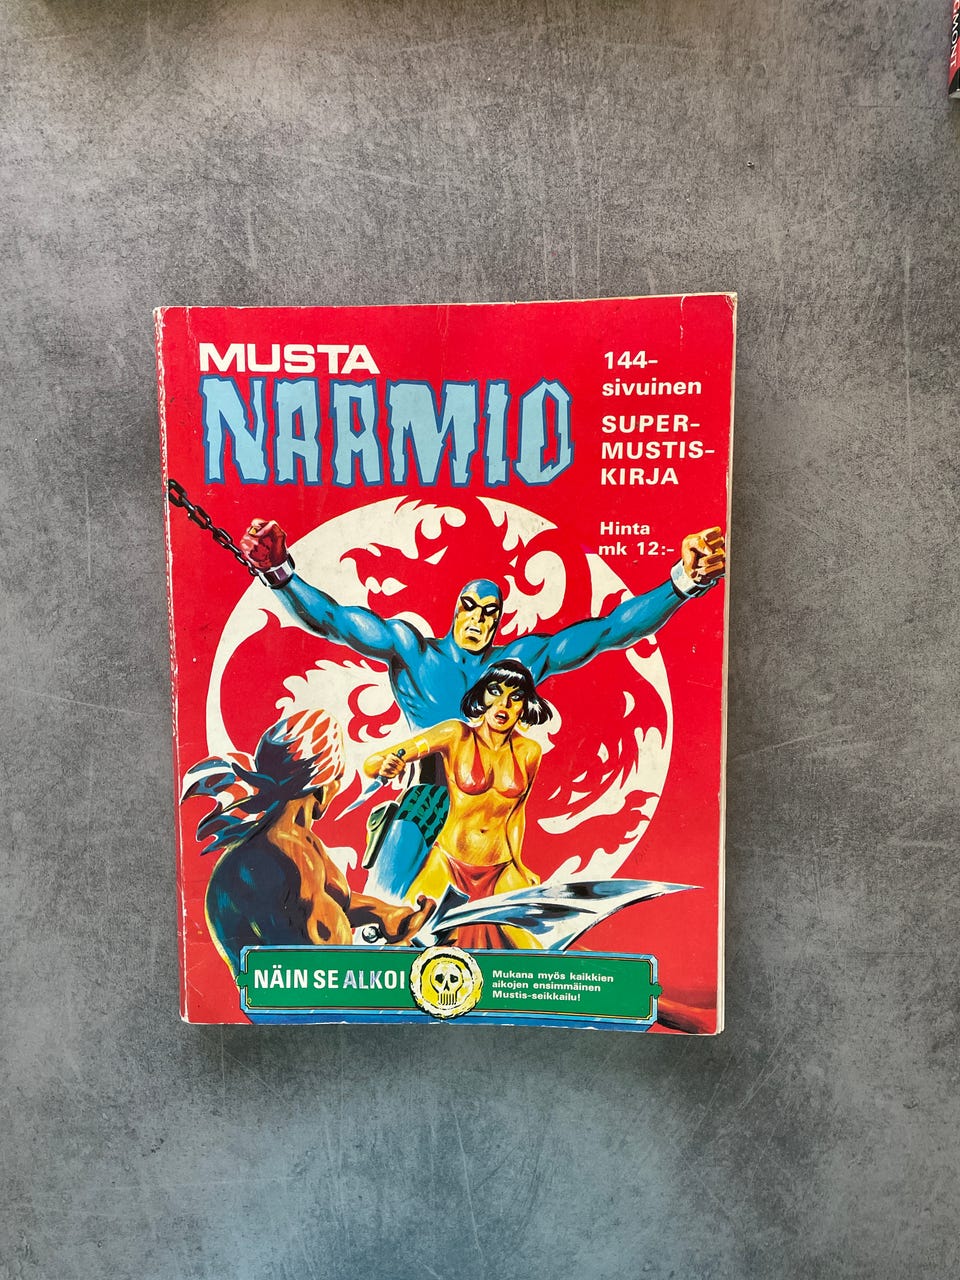 MUSTA
NAAMIO
144-
sivuinen
SUPER-
MUSTIS-
KIRJA
Hinta
mk 12:-
NÄIN SE ALKOI
Mukana myös kaikkien
aikojen ensimmäinen
Mustis-seikkailu!